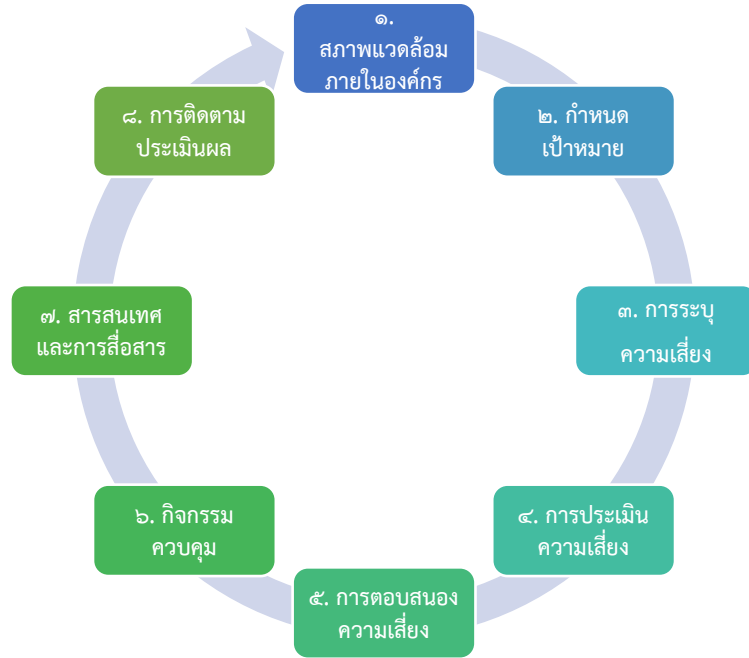 ๑.
สภาพแวดล้อม
ภายในองค์กร
๒. กำหนด
เป้าหมาย
๓. การระบุ
ความเสี่ยง
๔. การประเมิน
ความเสี่ยง
๕. การตอบสนอง
ความเสี่ยง
๖. กิจกรรม
ควบคุม
๗. สารสนเทศ
และการสื่อสาร
๘. การติดตาม
ประเมินผล